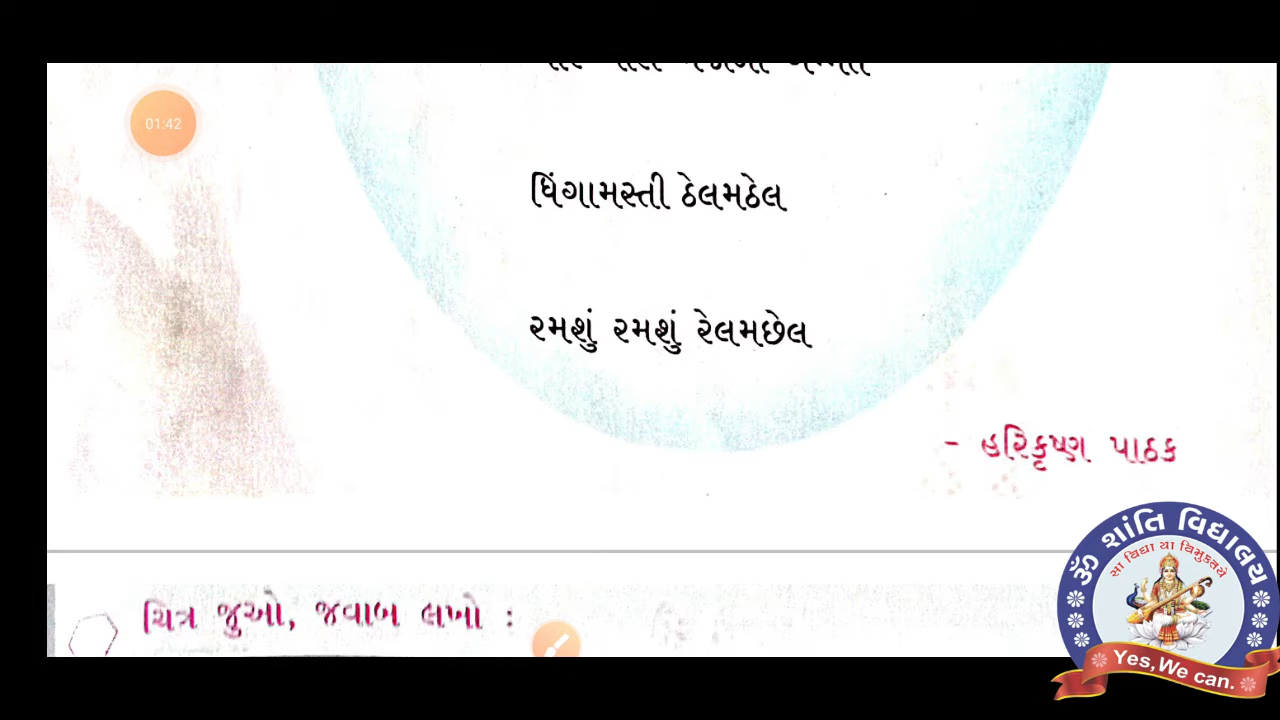 01:42
ધિંગામસ્તી ઠેલમઠેલ
રમશું રમશું રેલમછેલ
- હરિકૃષ્ણ પાઠક
ચિત્ર જુઓ, જવાબ લખો :
ૐ શાંતિ વિદ્યાલય
સા વિદ્યા યા વિમુક્તયે
Yes, We can.